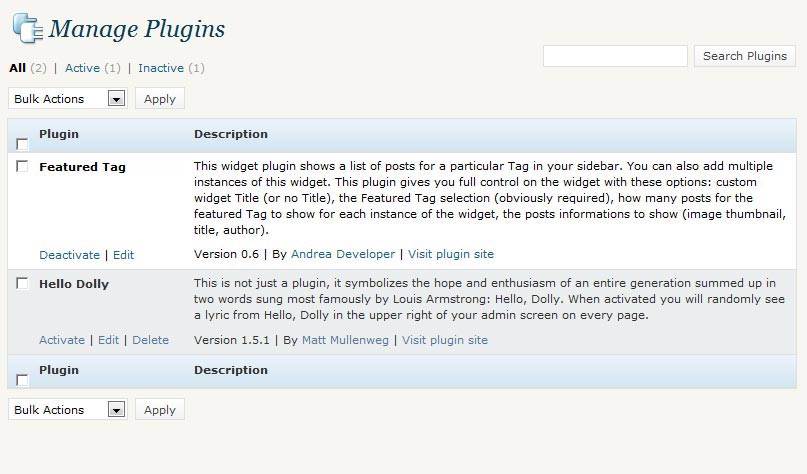 Manage Plugins
All (2) | Active (1) | Inactive (1)
Search Plugins
Bulk Actions Apply
Plugin Description
Featured Tag This widget plugin shows a list of posts for a particular Tag in your sidebar. You can also add multiple
instances of this widget. This plugin gives you full control on the widget with these options: custom
widget Title (or no Title), the Featured Tag selection (obviously required), how many posts for the
featured Tag to show for each instance of the widget, the posts informations to show (image thumbnail,
title, author).
Deactivate | Edit Version 0.6 | By Andrea Developer | Visit plugin site
Hello Dolly This is not just a plugin, it symbolizes the hope and enthusiasm of an entire generation summed up in
two words sung most famously by Louis Armstrong: Hello, Dolly. When activated you will randomly see
a lyric from Hello, Dolly in the upper right of your admin screen on every page.
Activate | Edit | Delete Version 1.5.1 | By Matt Mullenweg | Visit plugin site
Plugin Description
Bulk Actions Apply